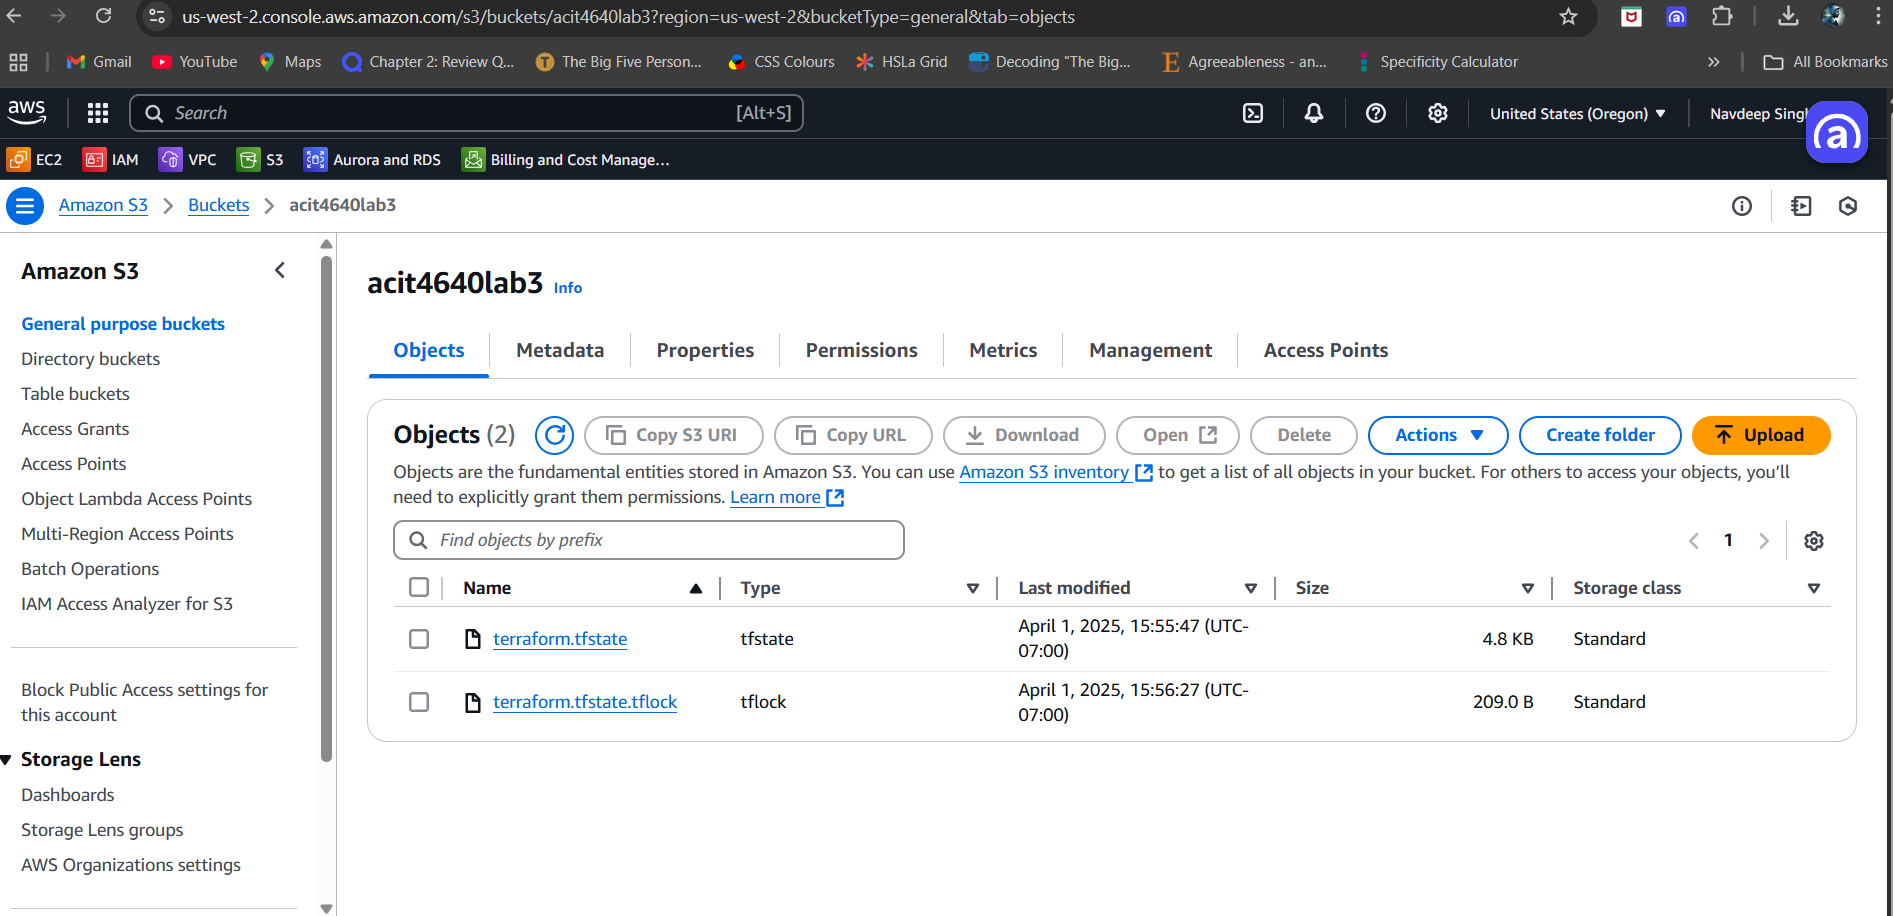 us-west-2.console.aws.amazon.com/s3/buckets/acit4640lab3?region=us-west-2&bucketType=general&tab=objects
Gmail YouTube Maps Chapter 2: Review Q... The Big Five Person... CSS Colours HSLa Grid Decoding "The Big... Agreeableness - an... Specificity Calculator » All Bookmarks
aws Search [Alt+S] United States (Oregon) Navdeep
EC2 IAM VPC S3 Aurora and RDS Billing and Cost Manage...
Amazon S3 Buckets acit4640lab3
Amazon S3
General purpose buckets
Directory buckets
Table buckets
Access Grants
Access Points
Object Lambda Access Points
Multi-Region Access Points
Batch Operations
IAM Access Analyzer for S3
Block Public Access settings for
this account
Storage Lens
Dashboards
Storage Lens groups
AWS Organizations settings
acit4640lab3 Info
Objects Metadata Properties Permissions Metrics Management Access Points
Objects (2) Copy S3 URI Copy URL Download Open Delete Actions Create folder Upload
Objects are the fundamental entities stored in Amazon S3. You can use Amazon S3 inventory to get a list of all objects in your bucket. For others to access your objects, you'll
need to explicitly grant them permissions. Learn more
Find objects by prefix
1
Name Type Last modified Size Storage class
terraform.tfstate tfstate April 1, 2025, 15:55:47 (UTC-
07:00) 4.8 KB Standard
terraform.tfstate.tflock tflock April 1, 2025, 15:56:27 (UTC-
07:00) 209.0 B Standard